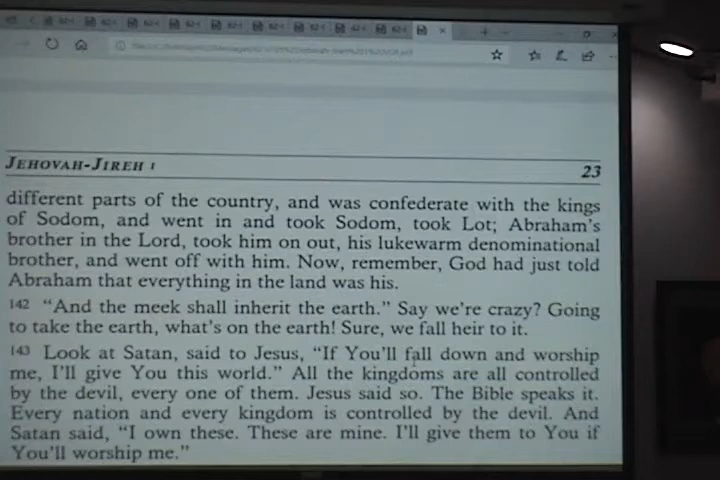 JEHOVAH-JIREH 1 23
different parts of the country, and was confederate with the kings
of Sodom, and went in and took Sodom, took Lot; Abraham's
brother in the Lord, took him on out, his lukewarm denominational
brother, and went off with him. Now, remember, God had just told
Abraham that everything in the land was his.
142 “And the meek shall inherit the earth.” Say we're crazy? Going
to take the earth, what's on the earth! Sure, we fall heir to it.
143 Look at Satan, said to Jesus, “If You'll fall down and worship
me, I'll give You this world.” All the kingdoms are all controlled
by the devil, every one of them. Jesus said so. The Bible speaks it.
Every nation and every kingdom is controlled by the devil. And
Satan said, “I own these. These are mine. I'll give them to You if
You'll worship me.”